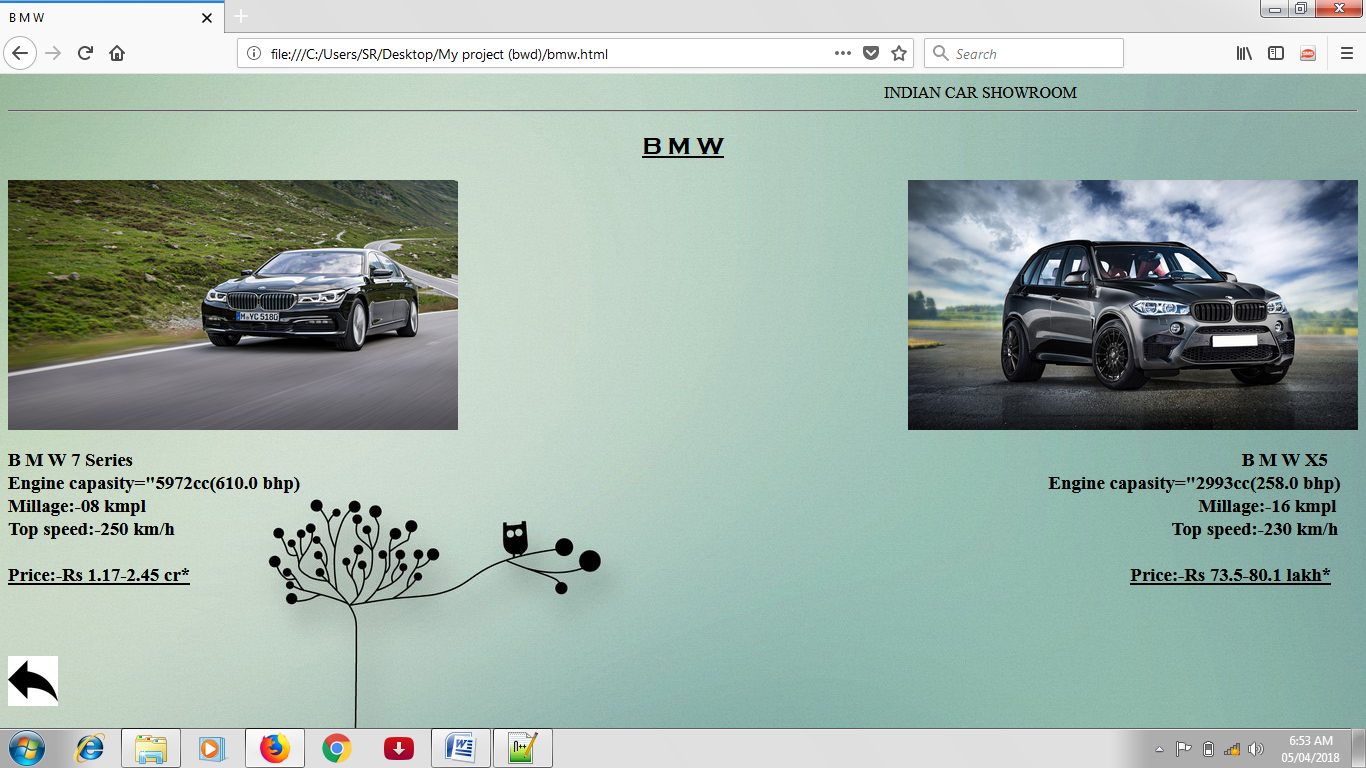 B M W
file:///C:/Users/SR/Desktop/My project (bwd)/bmw.html
Search
INDIAN CAR SHOWROOM
B M W
M VC 5180
B M W 7 Series
Engine capasity="5972cc(610.0 bhp)
Millage:-08 kmpl
Top speed:-250 km/h
Price:-Rs 1.17-2.45 cr*
B M W X5
Engine capasity="2993cc(258.0 bhp)
Millage:-16 kmpl
Top speed:-230 km/h
Price:-Rs 73.5-80.1 lakh*
6:53 AM
05/04/2018